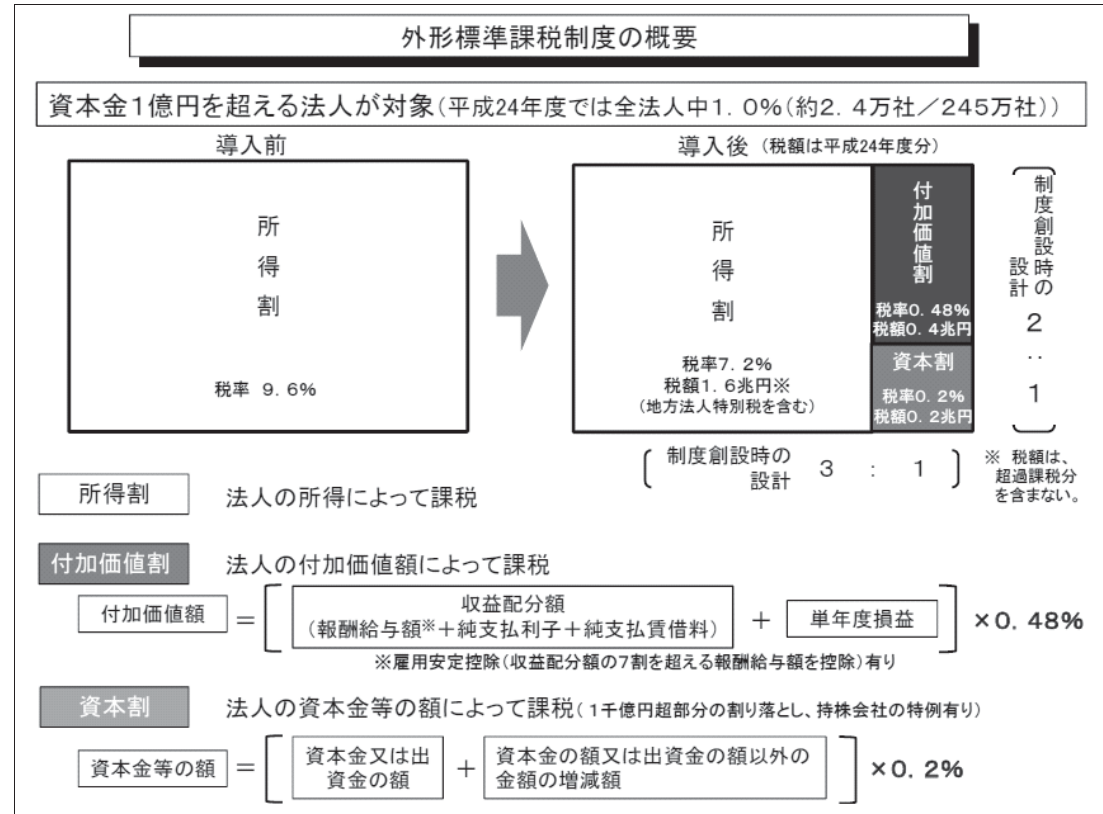 外形標準課税制度の概要
資本金1億円を超える法人が対象(平成24年度では全法人中1.0%(約2.4万社/245万社))
導入前
所得割
税率 9.6%
導入後 (税額は平成24年度分)
所得割
税率7.2%
税額1.6兆円※
(地方法人特別税を含む)
付加価値割
税率0.48%
税額0.4兆円
資本割
税率0.2%
税額0.2兆円
制度創設時の
設計
2
:
1
(制度創設時の
設計 3 : 1)
※ 税額は、
超過課税分
を含まない。
所得割 法人の所得によって課税
付加価値割 法人の付加価値額によって課税
付加価値額 = [収益配分額
(報酬給与額※+純支払利子+純支払賃借料) + 単年度損益] ×0.48%
※雇用安定控除(収益配分額の7割を超える報酬給与額を控除)有り
資本割 法人の資本金等の額によって課税(1千億円超部分の割り落とし、持株会社の特例有り)
資本金等の額 = [資本金又は出
資金の額 + 資本金の額又は出資金の額以外の
金額の増減額] ×0.2%